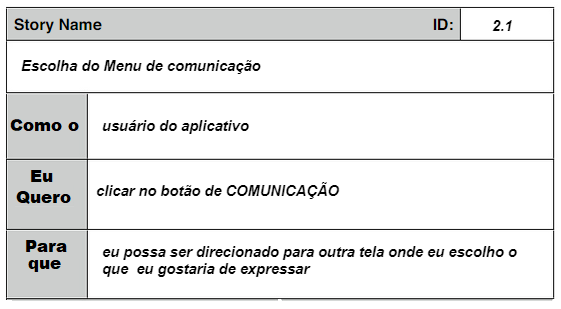 Story Name ID: 2.1
Escolha do Menu de comunicação
Como o usuário do aplicativo
Eu Quero clicar no botão de COMUNICAÇÃO
Para que eu possa ser direcionado para outra tela onde eu escolho o
que eu gostaria de expressar